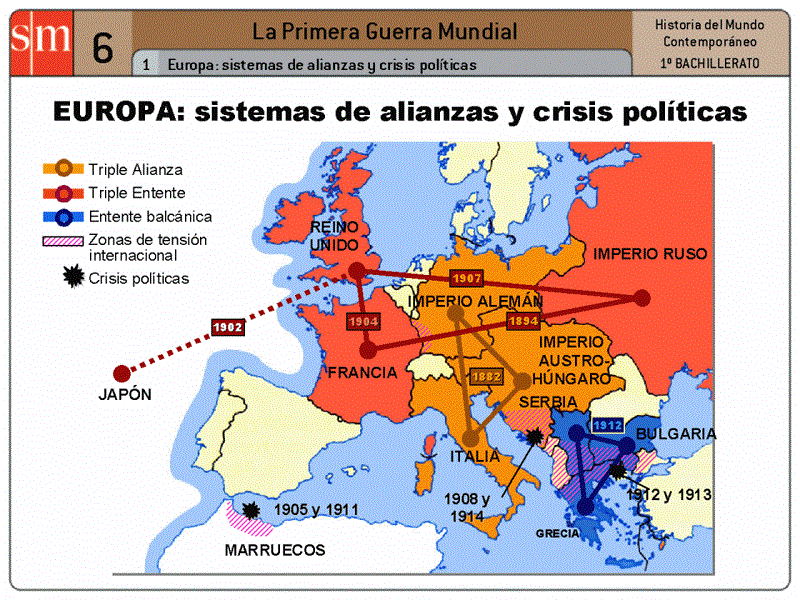 sm
6
La Primera Guerra Mundial
1 Europa: sistemas de alianzas y crisis políticas
Historia del Mundo
Contemporáneo
1º BACHILLERATO
EUROPA: sistemas de alianzas y crisis políticas
Triple Alianza
Triple Entente
Entente balcánica
Zonas de tensión
internacional
Crisis políticas
REINO
UNIDO
IMPERIO RUSO
1907
IMPERIO ALEMÁN
1902
1904
1894
IMPERIO
AUSTRO-
HÚNGARO
JAPÓN
FRANCIA
1882
SERBIA
1912
BULGARIA
ITALIA
1908 y
1914
1912 y 1913
1905 y 1911
GRECIA
MARRUECOS